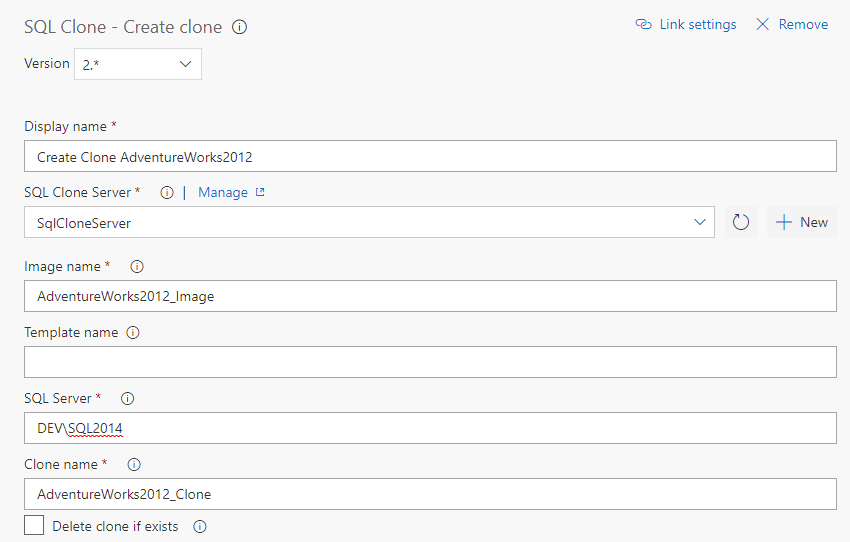 SQL Clone - Create clone
Link settings
Remove
Version 2.*
Display name *
Create Clone AdventureWorks2012
SQL Clone Server * | Manage
SqlCloneServer
New
Image name *
AdventureWorks2012_Image
Template name
SQL Server *
DEV\SQL2014
Clone name *
AdventureWorks2012_Clone
Delete clone if exists